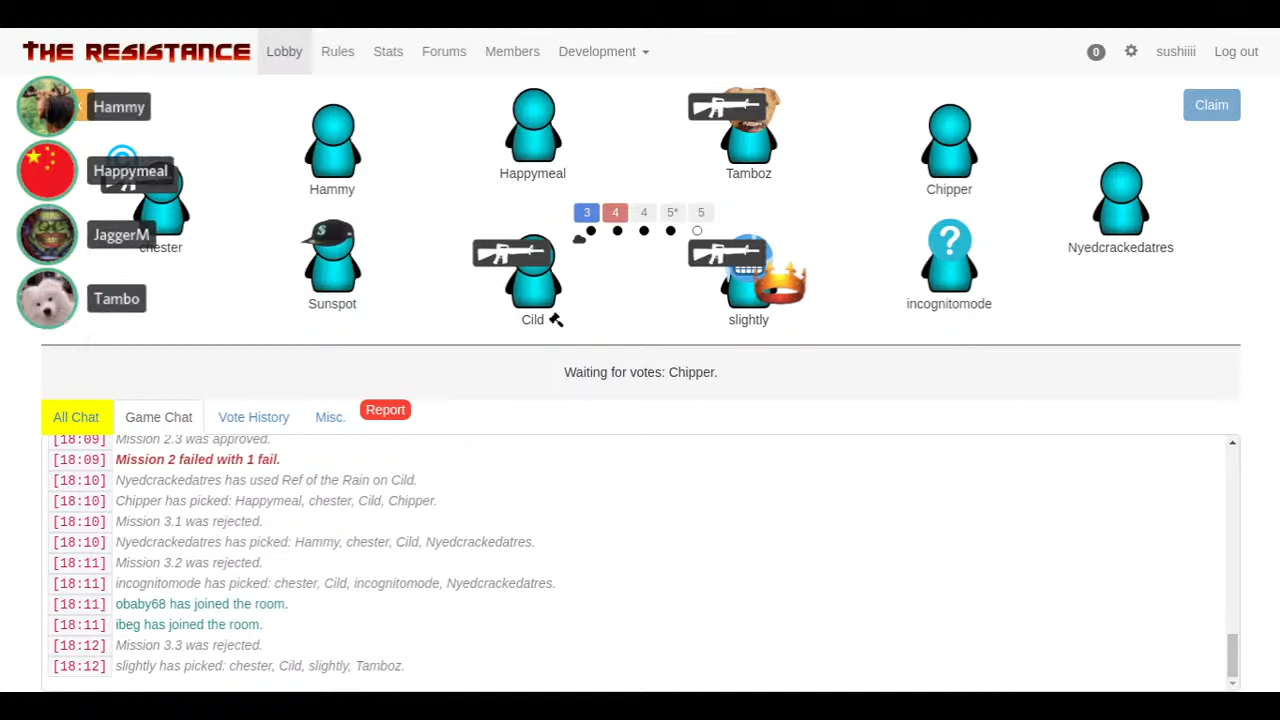 THE RESISTANCE Lobby Rules Stats Forums Members Development 0 sushiiii Log out
Hammy
Happymeal
JaggerM
Tambo
Claim
Happymeal
Tamboz
Hammy
Chipper
chester
Nyedcrackedatres
3 4 4 5* 5
S
?
Sunspot
incognitomode
Cild
slightly
Waiting for votes: Chipper.
All Chat Game Chat Vote History Misc. Report
[18:09] Mission 2.3 was approved.
[18:09] Mission 2 failed with 1 fail.
[18:10] Nyedcrackedatres has used Ref of the Rain on Cild.
[18:10] Chipper has picked: Happymeal, chester, Cild, Chipper.
[18:10] Mission 3.1 was rejected.
[18:10] Nyedcrackedatres has picked: Hammy, chester, Cild, Nyedcrackedatres.
[18:11] Mission 3.2 was rejected.
[18:11] incognitomode has picked: chester, Cild, incognitomode, Nyedcrackedatres.
[18:11] obaby68 has joined the room.
[18:11] ibeg has joined the room.
[18:12] Mission 3.3 was rejected.
[18:12] slightly has picked: chester, Cild, slightly, Tamboz.